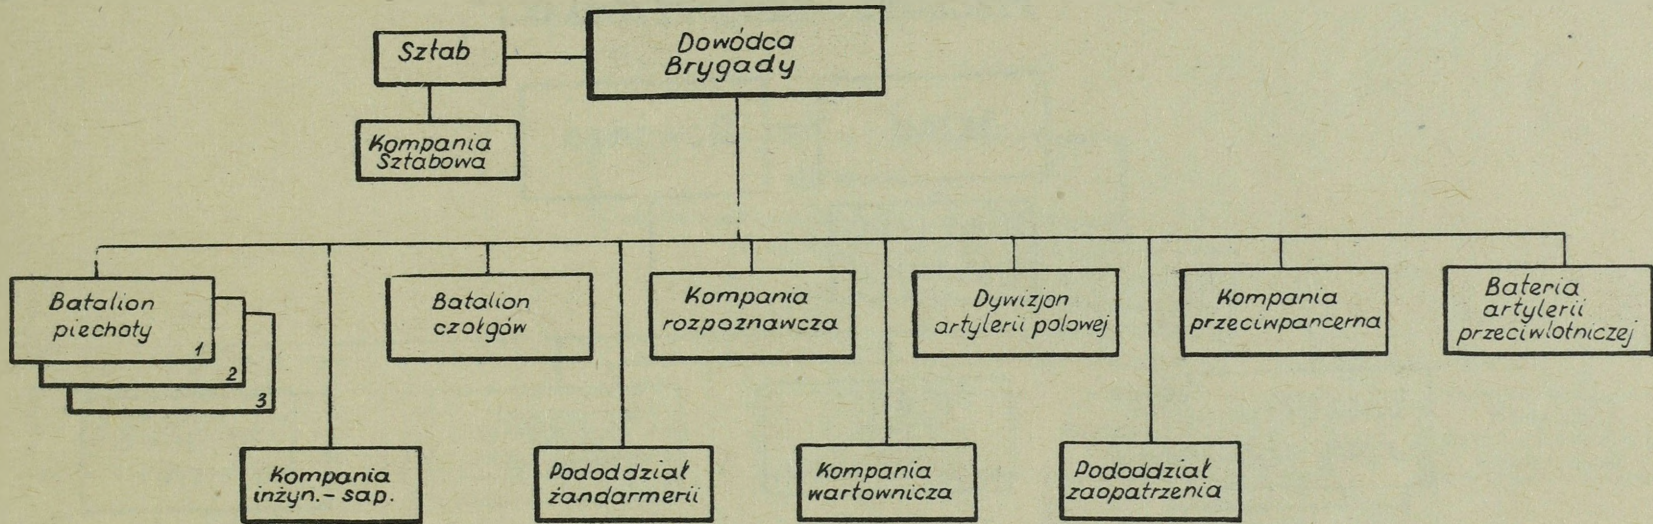 Sztab
Dowódca
Brygady
Kompania
Sztabowa
Batalion
piechoty
1
2
3
Batalion
czołgów
Kompania
rozpoznawcza
Dywizjon
artylerii polowej
Kompania
przeciwpancerna
Bateria
artylerii
przeciwlotniczej
Kompania
inżyn.-sap.
Pododdział
żandarmerii
Kompania
wartownicza
Pododdział
zaopatrzenia